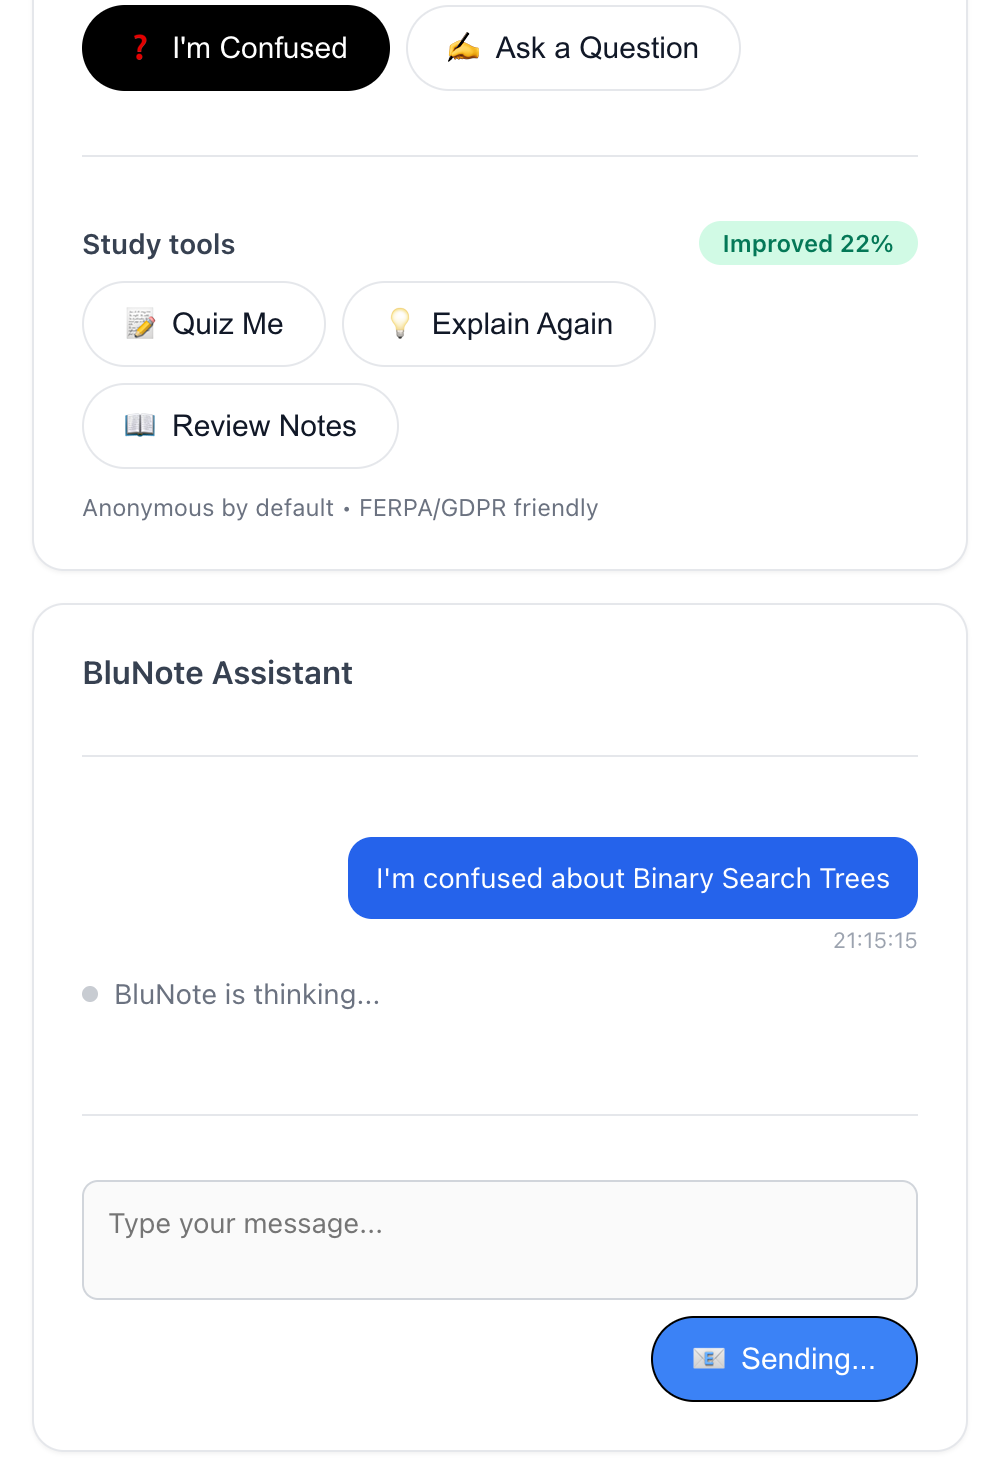 ❓ I'm Confused
✍️ Ask a Question
Study tools
Improved 22%
📝 Quiz Me
💡 Explain Again
📖 Review Notes
Anonymous by default • FERPA/GDPR friendly
BluNote Assistant
I'm confused about Binary Search Trees
21:15:15
BluNote is thinking...
Type your message...
📧 Sending...